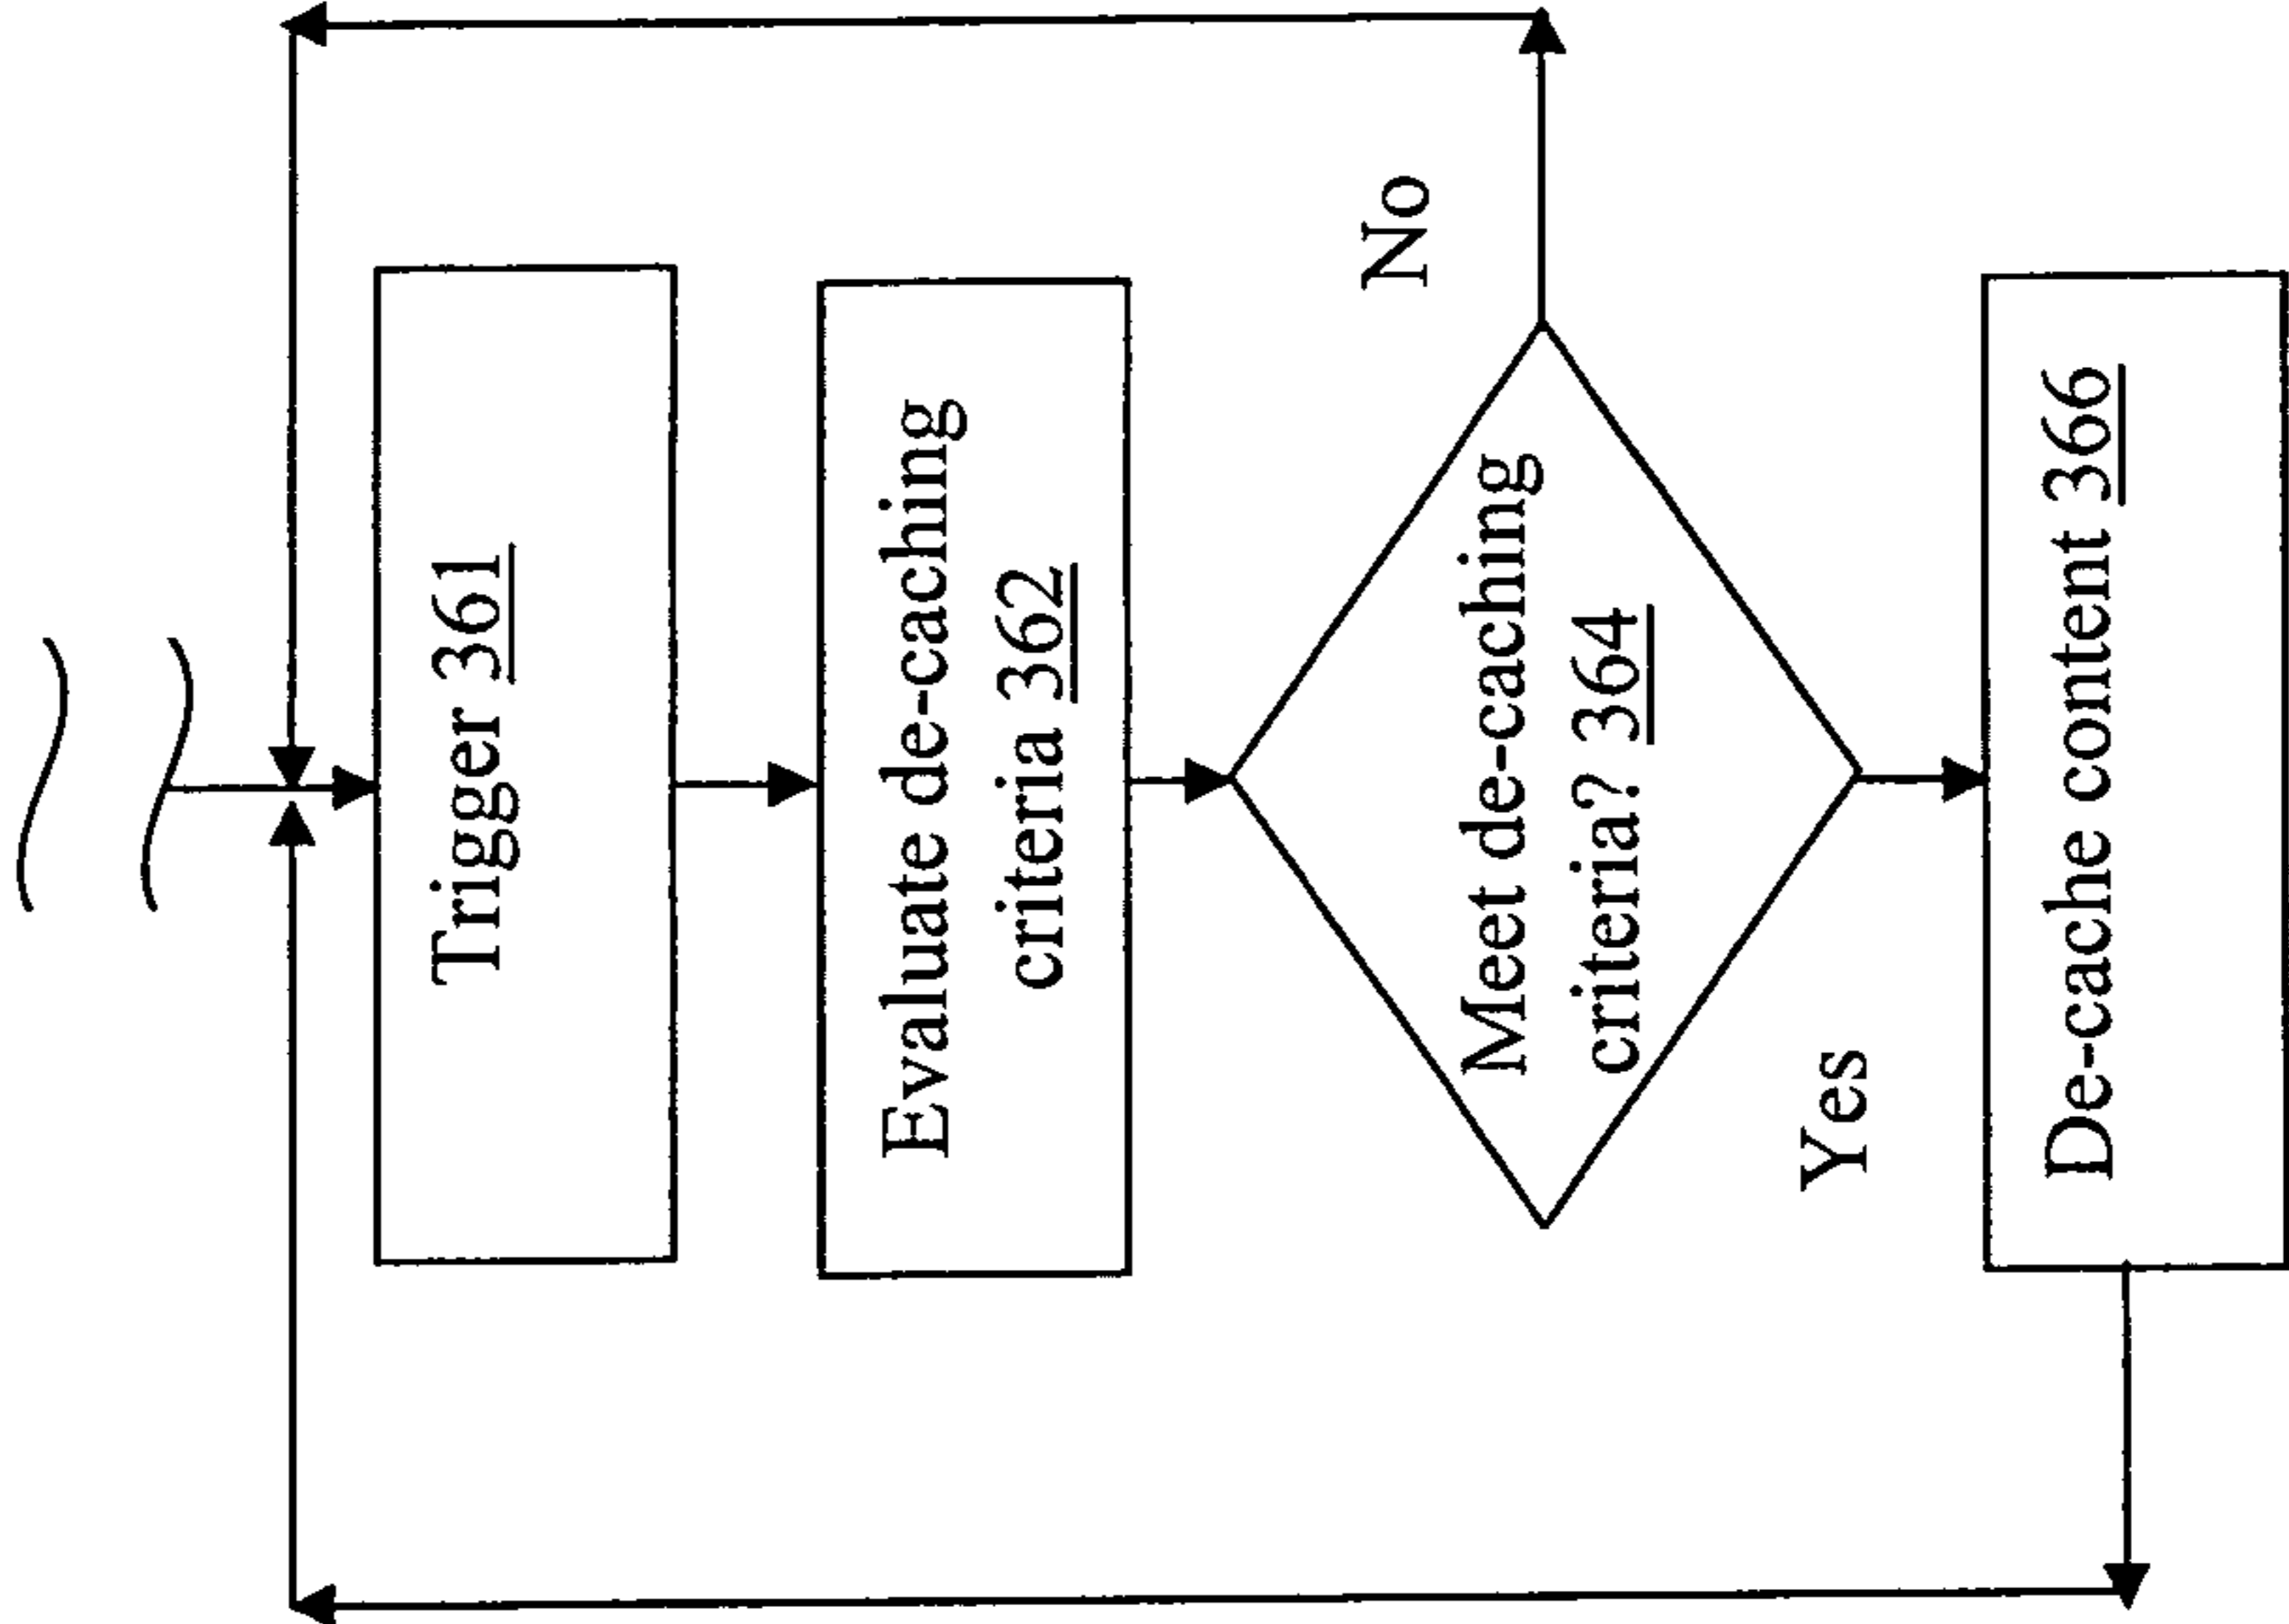 Trigger 361
Evaluate de-caching
criteria 362
Meet de-caching
criteria? 364
No
Yes
De-cache content 366